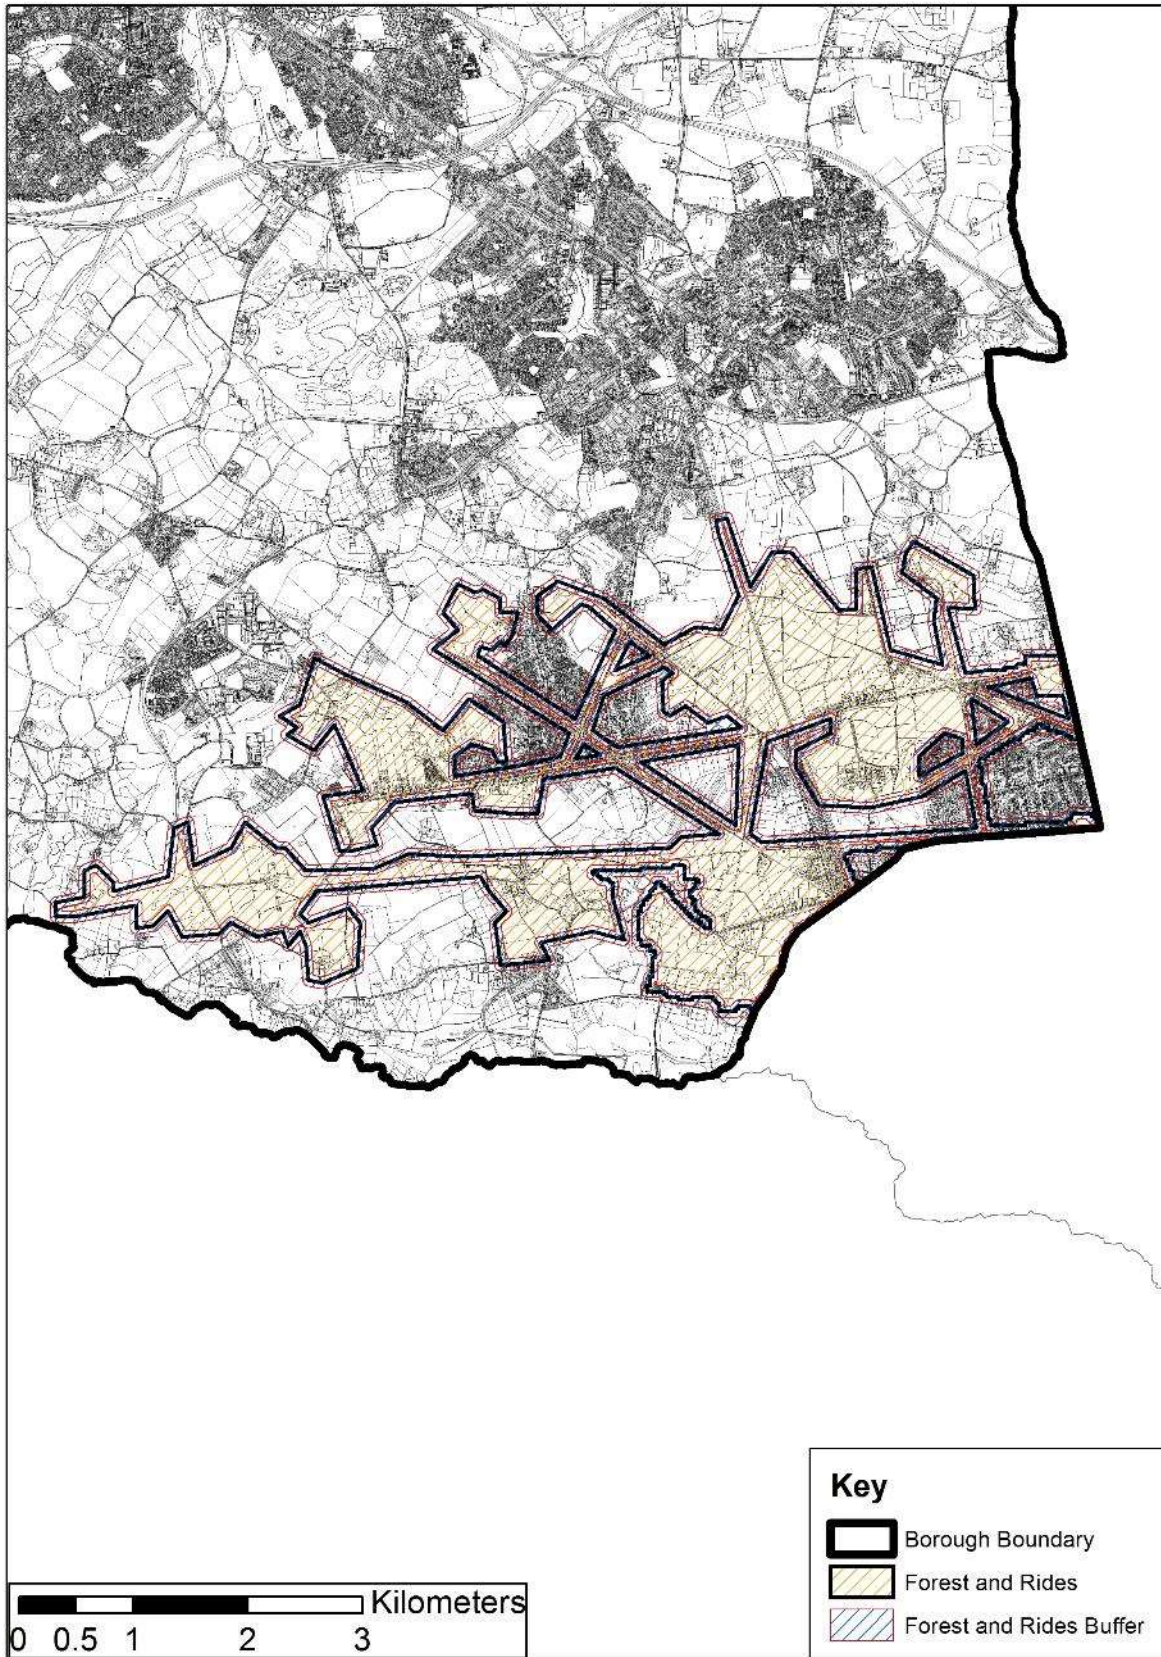 Key
Borough Boundary
Forest and Rides
Forest and Rides Buffer
Kilometers
0 0.5 1 2 3